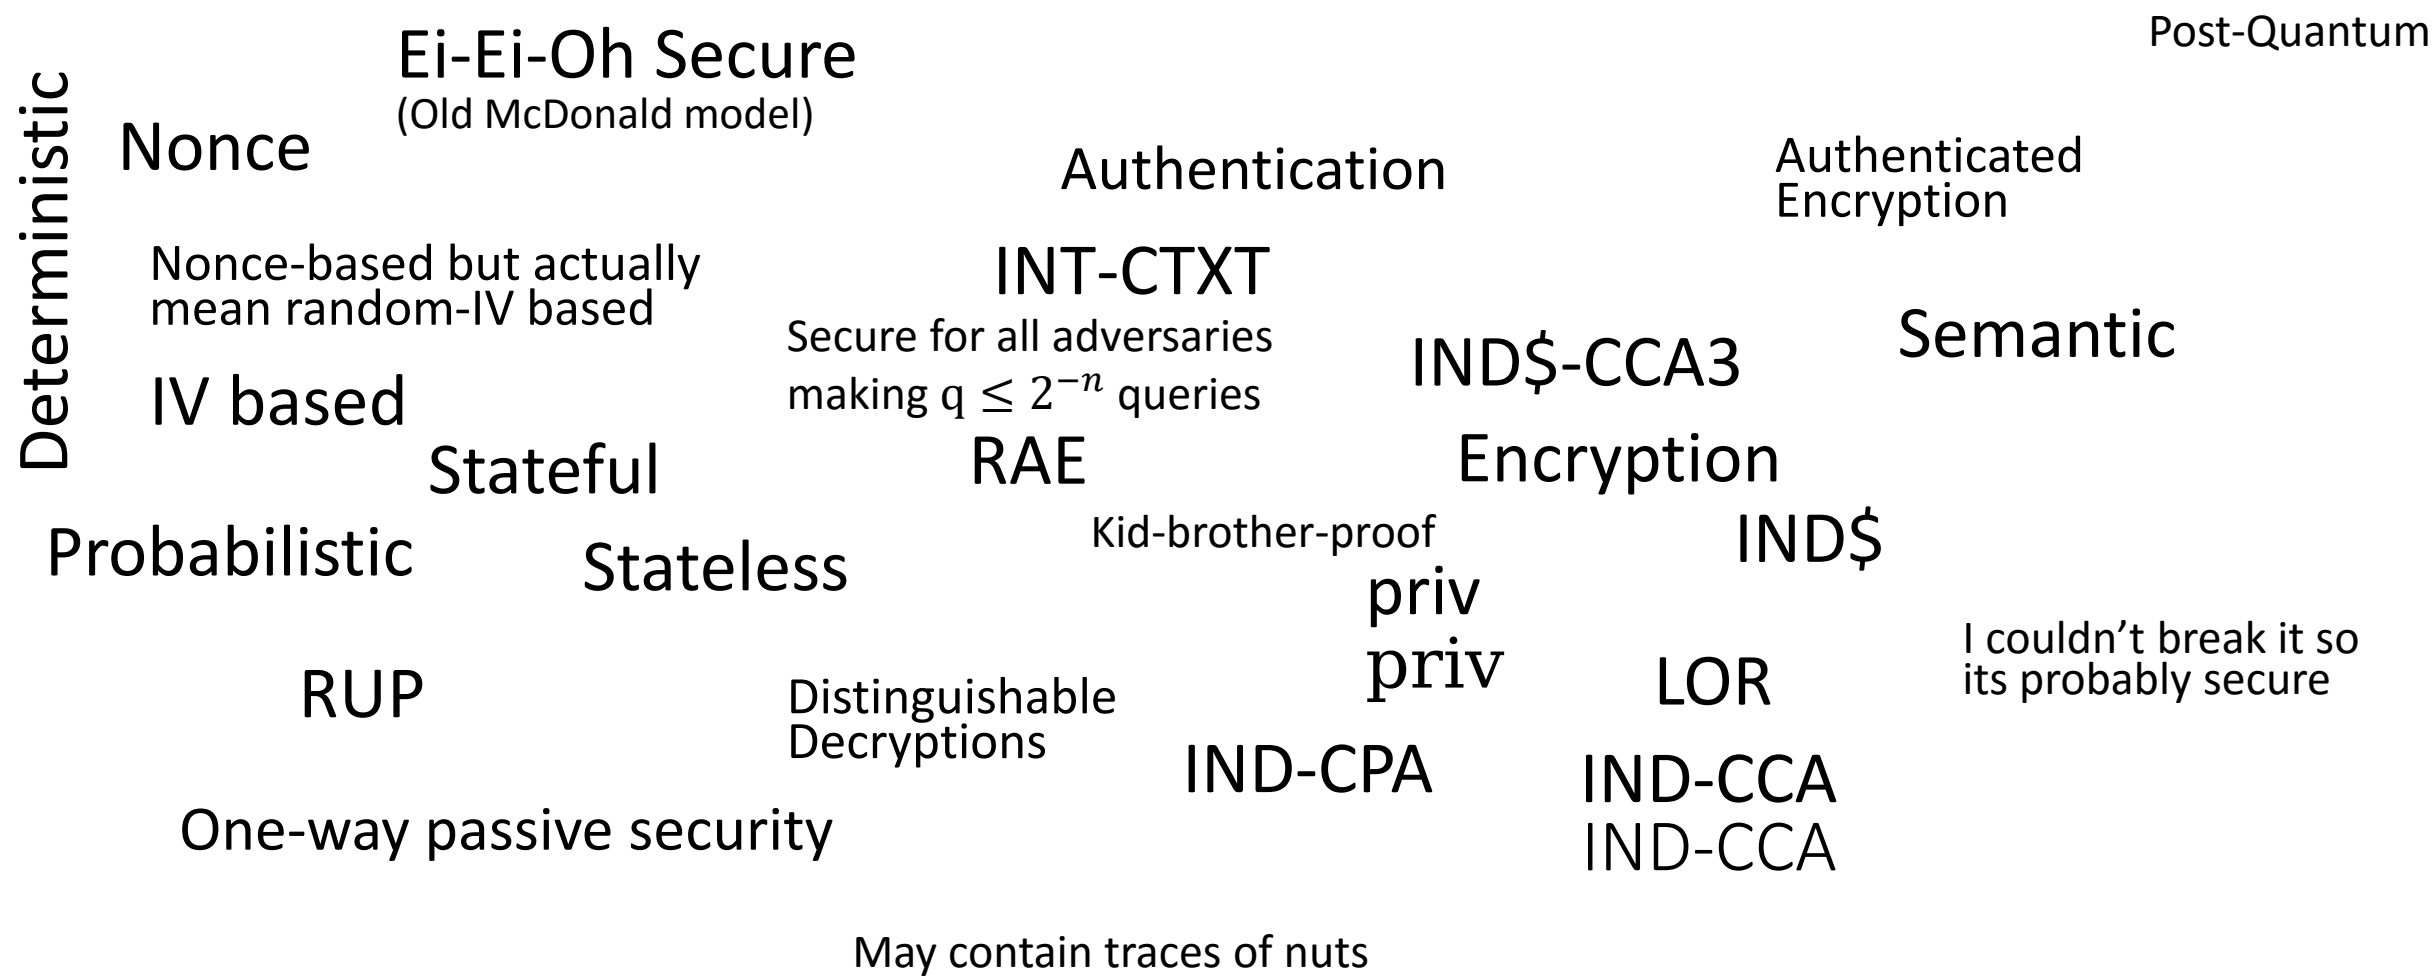 Post-Quantum
Ei-Ei-Oh Secure
(Old McDonald model)
Deterministic
Nonce
Authentication
Authenticated
Encryption
Nonce-based but actually
mean random-IV based
INT-CTXT
Secure for all adversaries
making q ≤ 2⁻ⁿ queries
IND$-CCA3
Semantic
IV based
Stateful
RAE
Encryption
Probabilistic
Stateless
Kid-brother-proof
IND$
priv
priv
RUP
Distinguishable
Decryptions
LOR
I couldn’t break it so
its probably secure
IND-CPA
IND-CCA
IND-CCA
One-way passive security
May contain traces of nuts